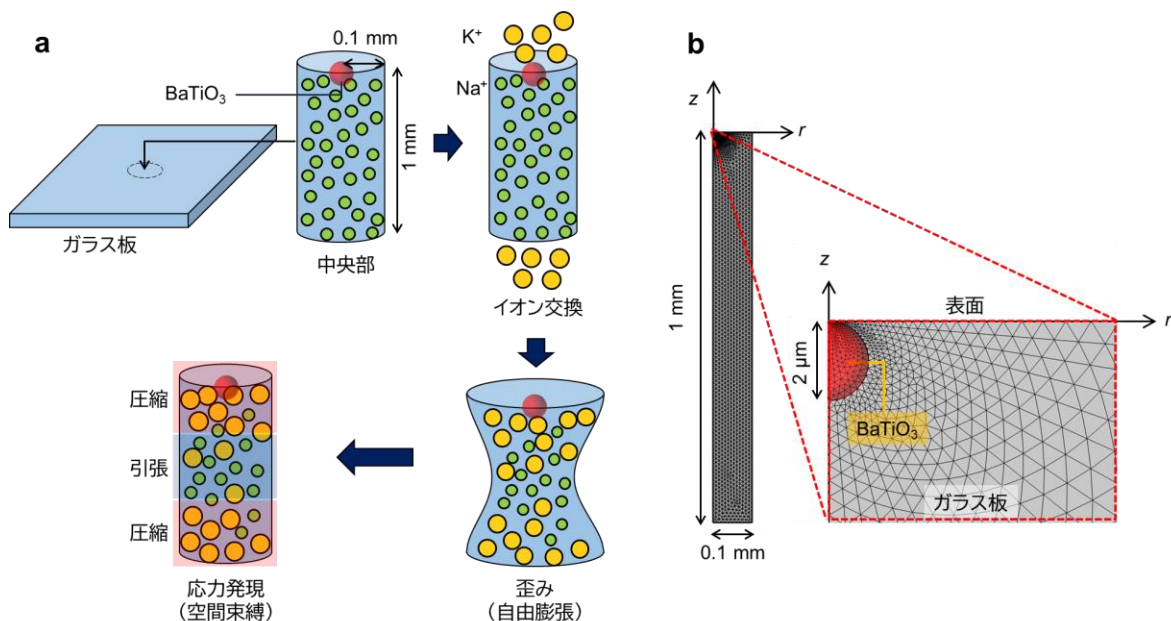 a
0.1 mm
BaTiO₃
1 mm
ガラス板
中央部
K⁺
Na⁺
イオン交換
圧縮
引張
圧縮
応力発現
(空間束縛)
歪み
(自由膨張)
b
z
r
1 mm
0.1 mm
z
表面
r
2 μm
BaTiO₃
ガラス板